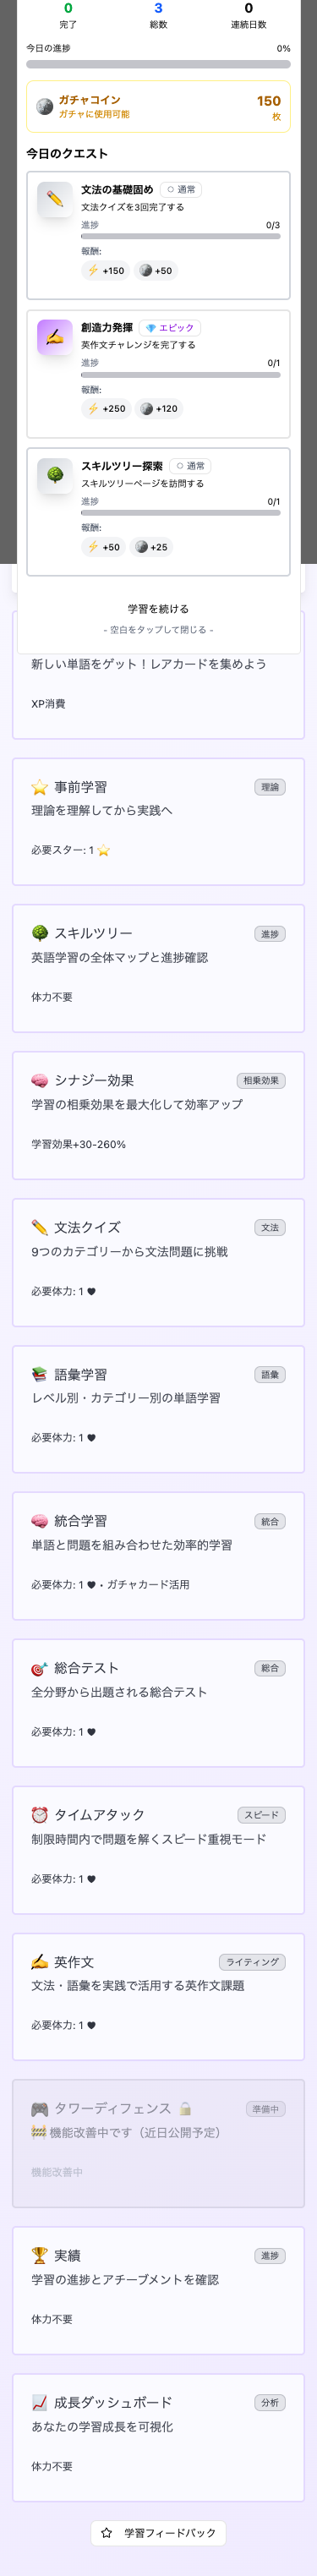 0 3 0
完了 総数 連続日数
今日の進捗 0%
ガチャコイン 150
ガチャに使用可能 枚
今日のクエスト
文法の基礎固め 通常
文法クイズを3回完了する
進捗 0/3
報酬:
+150 +50
創造力発揮 エピック
英作文チャレンジを完了する
進捗 0/1
報酬:
+250 +120
スキルツリー探索 通常
スキルツリーページを訪問する
進捗 0/1
報酬:
+50 +25
学習を続ける
- 空白をタップして閉じる -
新しい単語をゲット！レアカードを集めよう
XP消費
事前学習 理論
理論を理解してから実践へ
必要スター: 1 ⭐
スキルツリー 進捗
英語学習の全体マップと進捗確認
体力不要
シナジー効果 相乗効果
学習の相乗効果を最大化して効率アップ
学習効果+30-260%
文法クイズ 文法
9つのカテゴリーから文法問題に挑戦
必要体力: 1 ♥
語彙学習 語彙
レベル別・カテゴリー別の単語学習
必要体力: 1 ♥
統合学習 統合
単語と問題を組み合わせた効率的学習
必要体力: 1 ♥・ガチャカード活用
総合テスト 総合
全分野から出題される総合テスト
必要体力: 1 ♥
タイムアタック スピード
制限時間内で問題を解くスピード重視モード
必要体力: 1 ♥
英作文 ライティング
文法・語彙を実践で活用する英作文課題
必要体力: 1 ♥
タワーディフェンス 🔒 準備中
🚧 機能改善中です（近日公開予定）
機能改善中
実績 進捗
学習の進捗とアチーブメントを確認
体力不要
成長ダッシュボード 分析
あなたの学習成長を可視化
体力不要
学習フィードバック